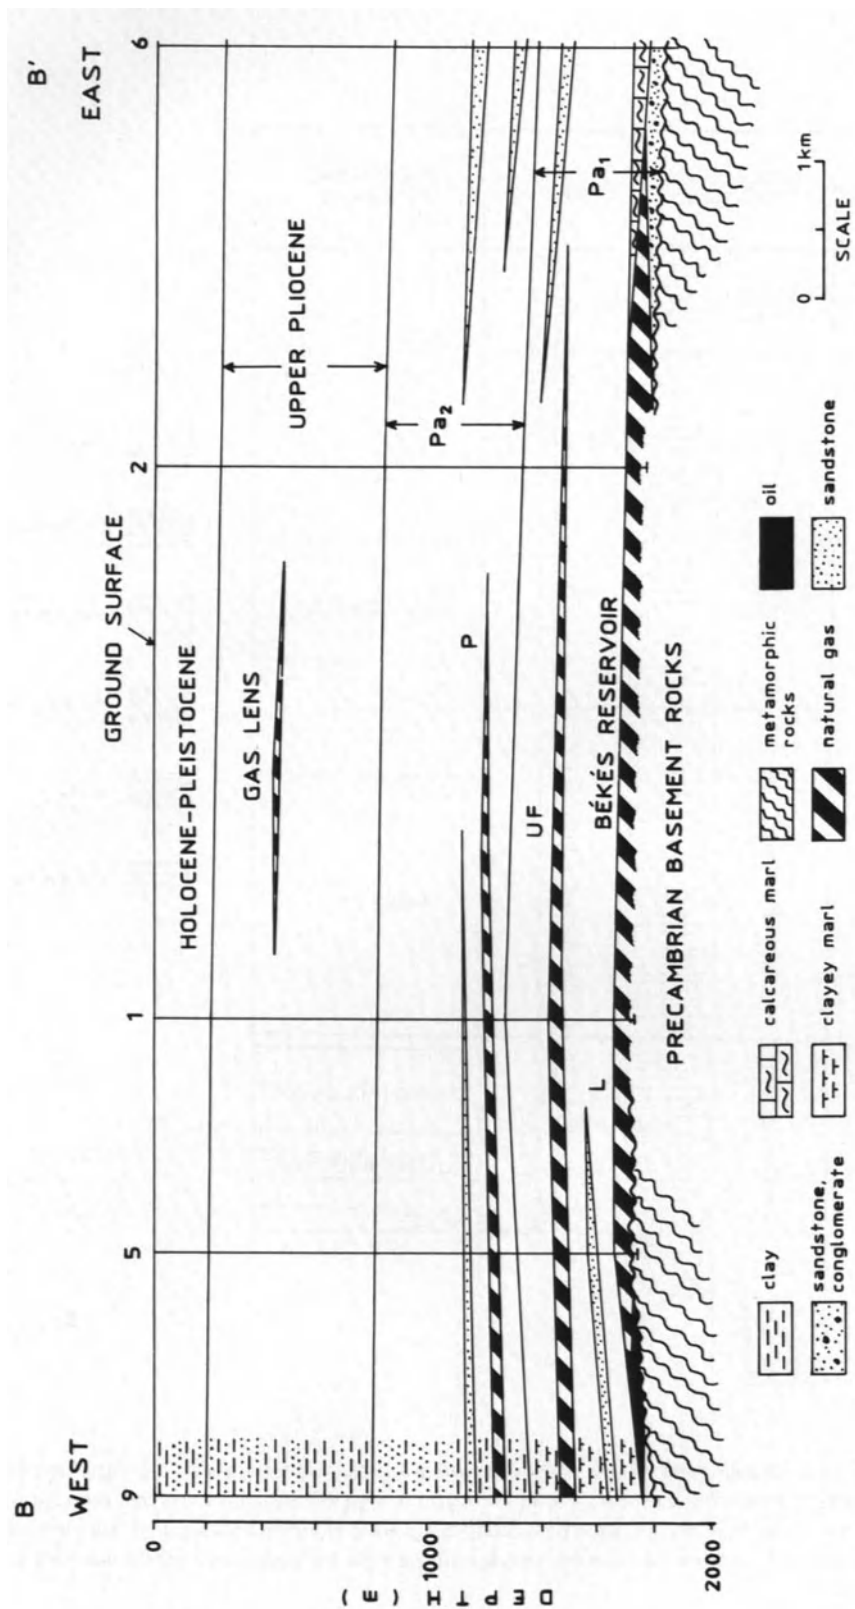 B
B'
WEST
EAST
9
5
1
2
6
GROUND SURFACE
HOLOCENE-PLEISTOCENE
GAS LENS
UPPER PLIOCENE
Pa2
P
UF
Pa1
L
BÉKÉS RESERVOIR
PRECAMBRIAN BASEMENT ROCKS
0
1000
2000
DEPTH (m)
0
1km
SCALE
clay
calcareous marl
metamorphic
rocks
oil
sandstone,
conglomerate
clayey marl
natural gas
sandstone